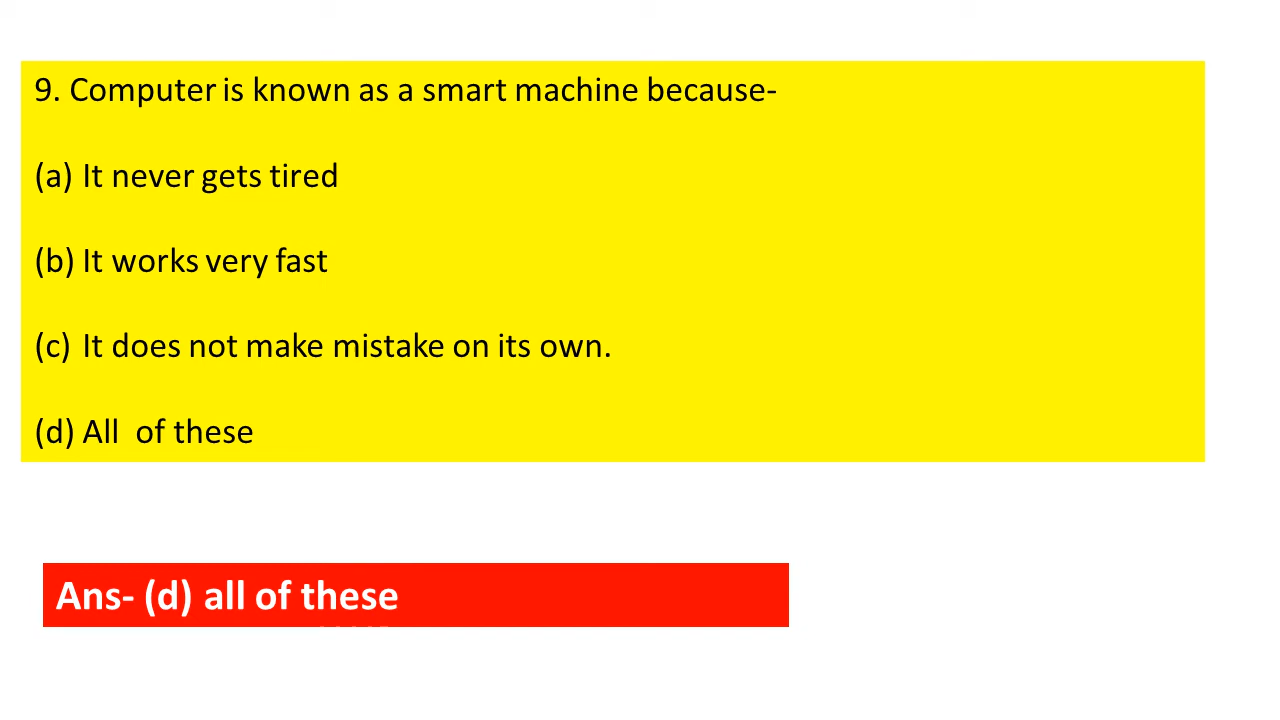 9. Computer is known as a smart machine because-
(a) It never gets tired
(b) It works very fast
(c) It does not make mistake on its own.
(d) All of these
Ans- (d) all of these